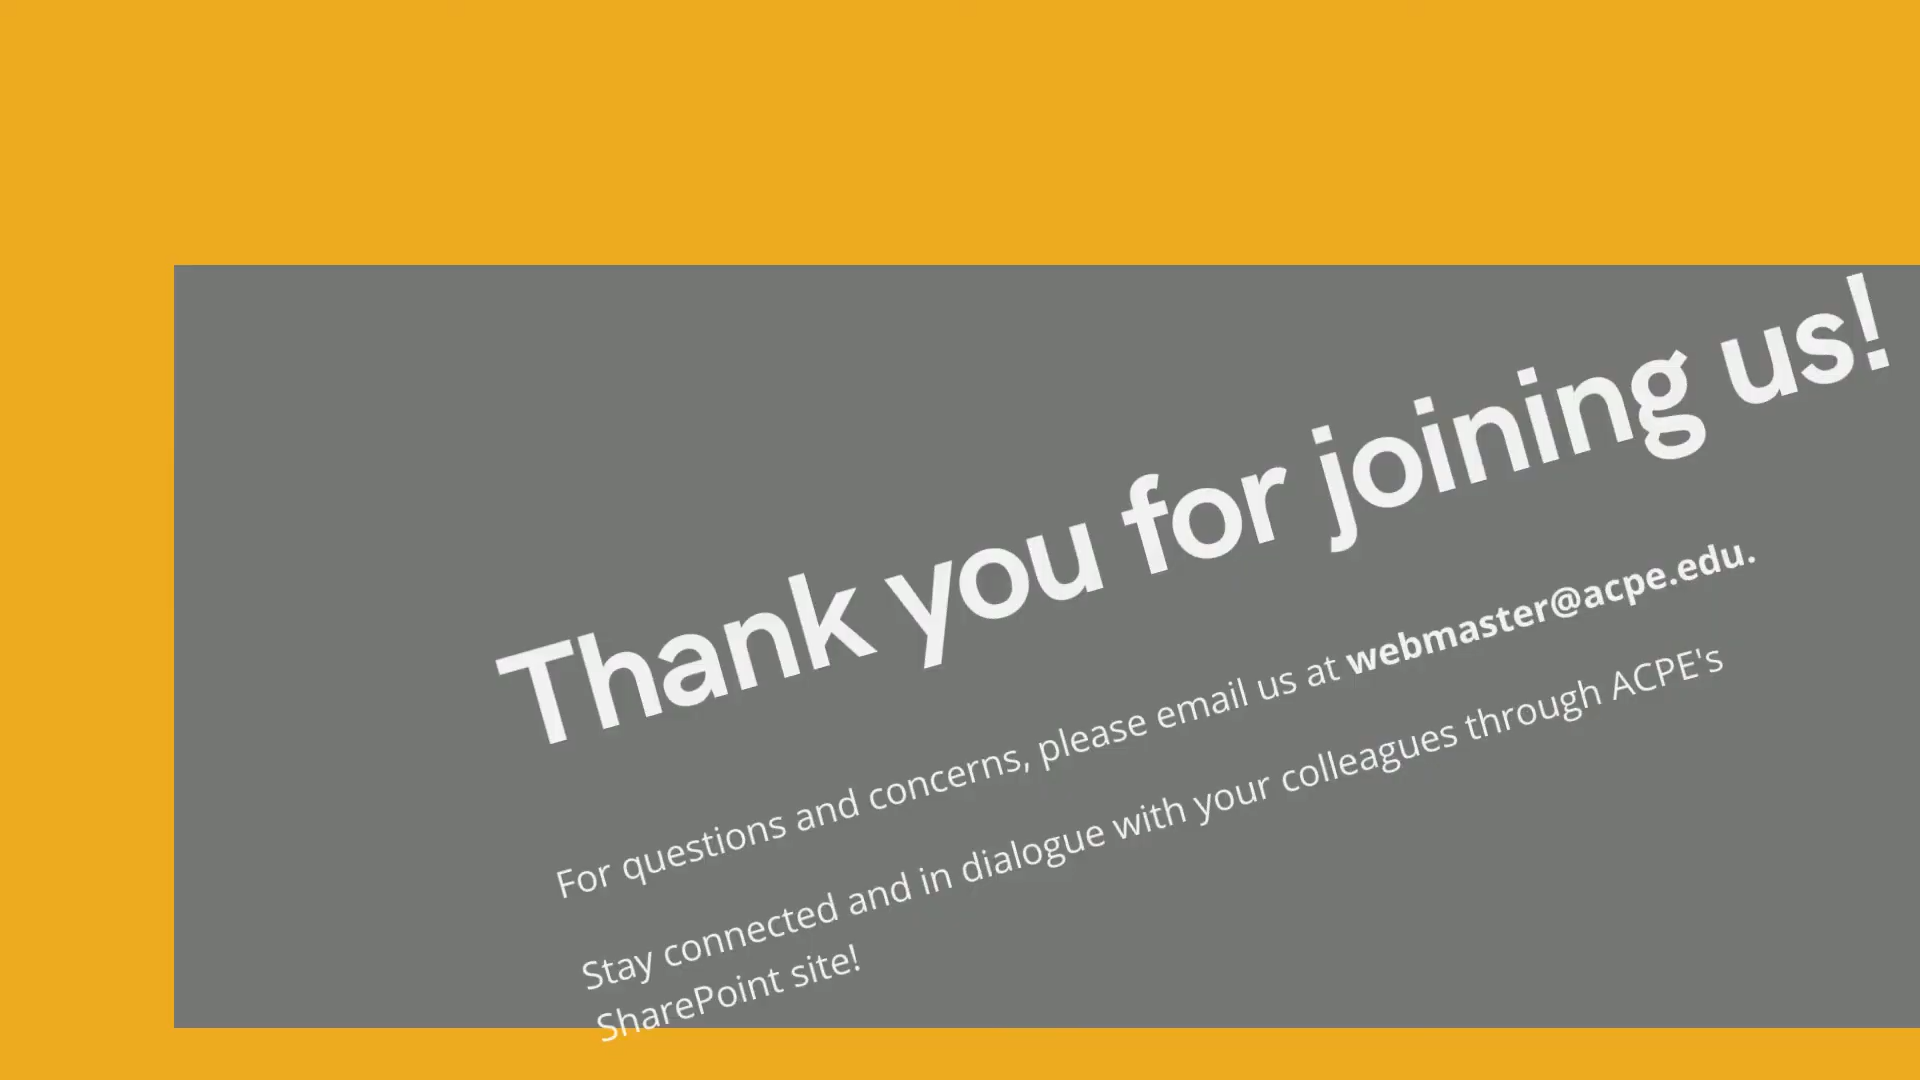 Thank you for joining us!
For questions and concerns, please email us at webmaster@acpe.edu.
Stay connected and in dialogue with your colleagues through ACPE's
SharePoint site!